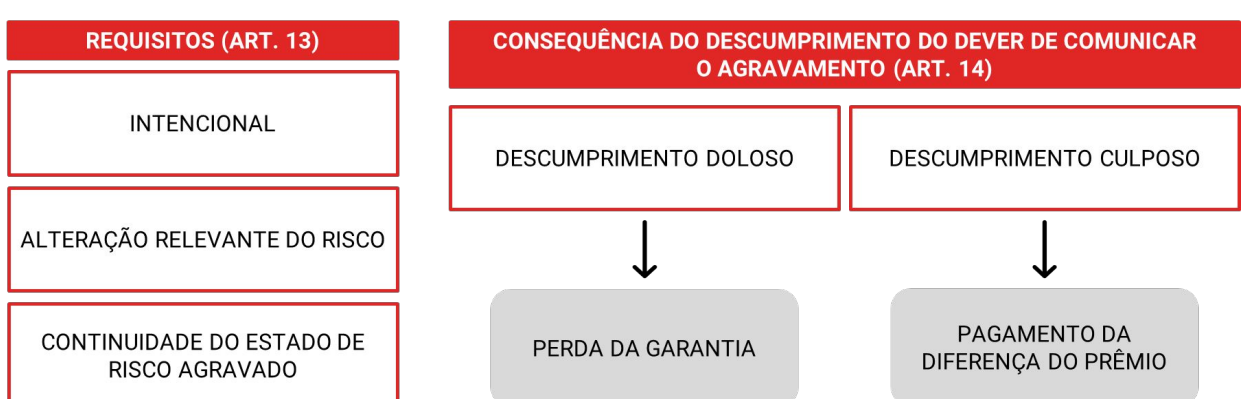 REQUISITOS (ART. 13)
INTENCIONAL
ALTERAÇÃO RELEVANTE DO RISCO
CONTINUIDADE DO ESTADO DE
RISCO AGRAVADO
CONSEQUÊNCIA DO DESCUMPRIMENTO DO DEVER DE COMUNICAR
O AGRAVAMENTO (ART. 14)
DESCUMPRIMENTO DOLOSO
DESCUMPRIMENTO CULPOSO
PERDA DA GARANTIA
PAGAMENTO DA
DIFERENÇA DO PRÊMIO